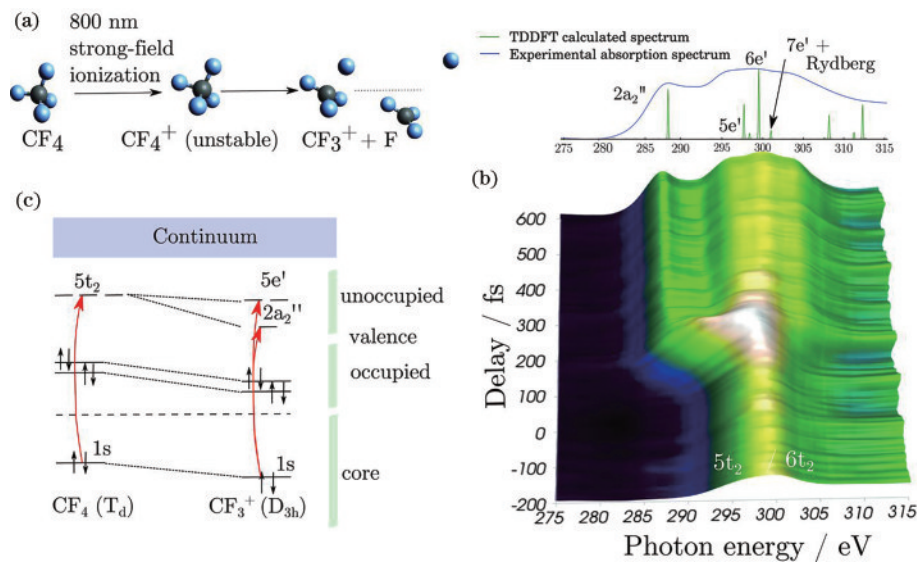 (a)
800 nm
strong-field
ionization
CF₄
CF₄⁺ (unstable)
CF₃⁺ + F
TDDFT calculated spectrum
Experimental absorption spectrum
7e' +
Rydberg
6e'
2a₂"
5e'
275 280 285 290 295 300 305 310 315
(b)
600
500
400
300
200
100
0
-100
-200
Delay / fs
5t₂ / 6t₂
275 280 285 290 295 300 305 310 315
Photon energy / eV
(c)
Continuum
5t₂
5e'
2a₂''
unoccupied
valence
occupied
1s
1s
core
CF₄ (T_d)
CF₃⁺ (D₃ₕ)